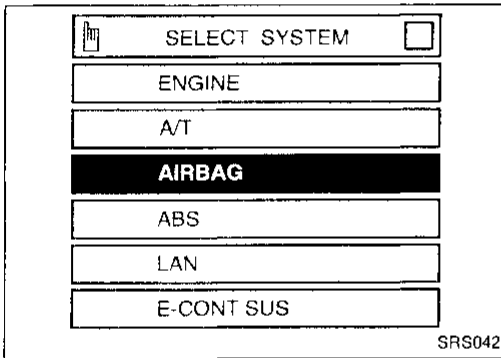 SELECT SYSTEM
ENGINE
A/T
AIRBAG
ABS
LAN
E-CONT SUS
SRS042